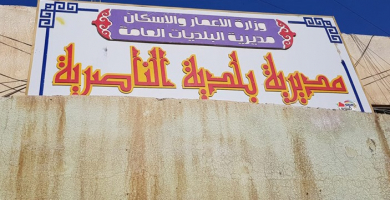 وزارة الاعمار والاسكان
مديرية البلديات العامة
مديرية بلدية الناصرية